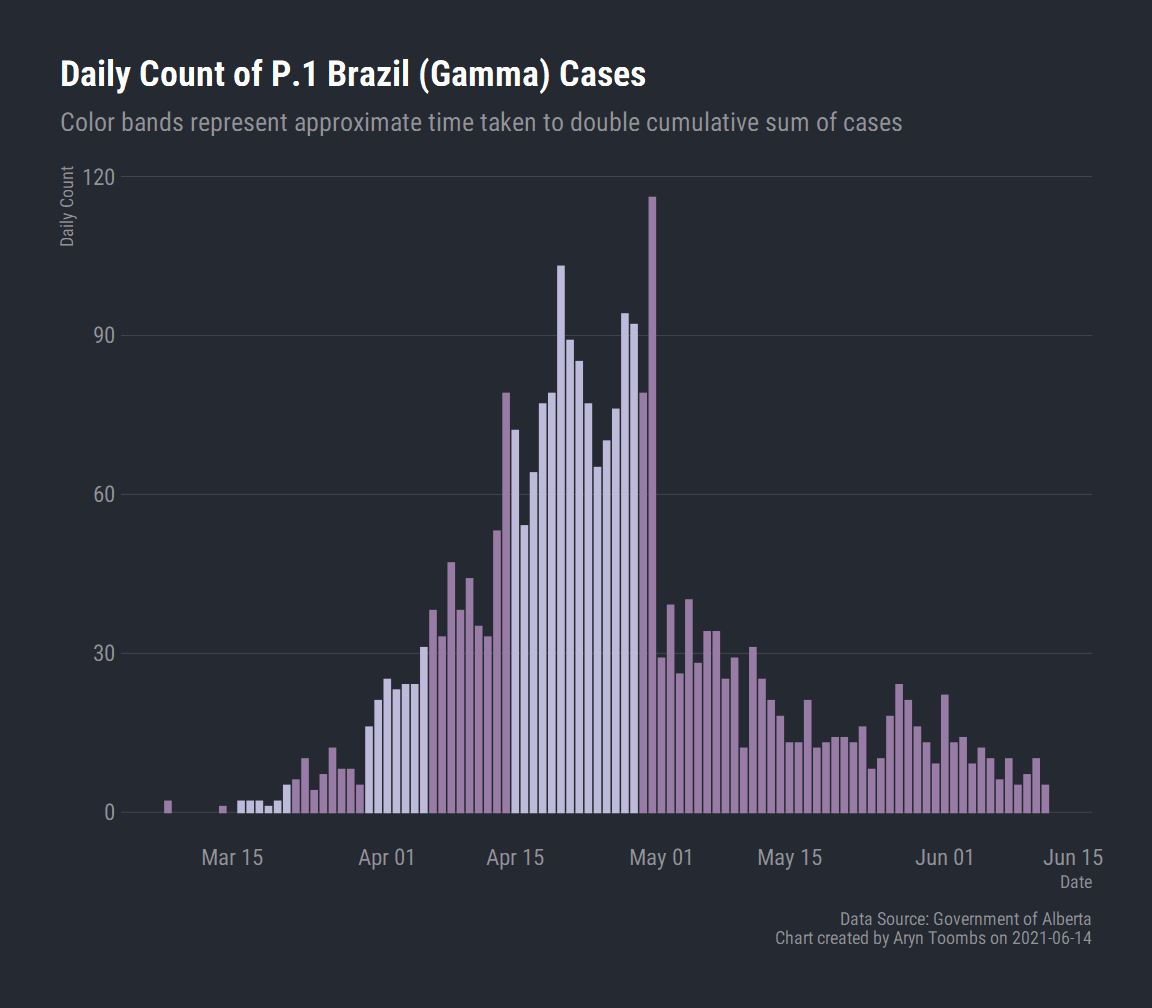 Daily Count of P.1 Brazil (Gamma) Cases
Color bands represent approximate time taken to double cumulative sum of cases
Daily Count
120
90
60
30
0
Mar 15 Apr 01 Apr 15 May 01 May 15 Jun 01 Jun 15
Date
Data Source: Government of Alberta
Chart created by Aryn Toombs on 2021-06-14